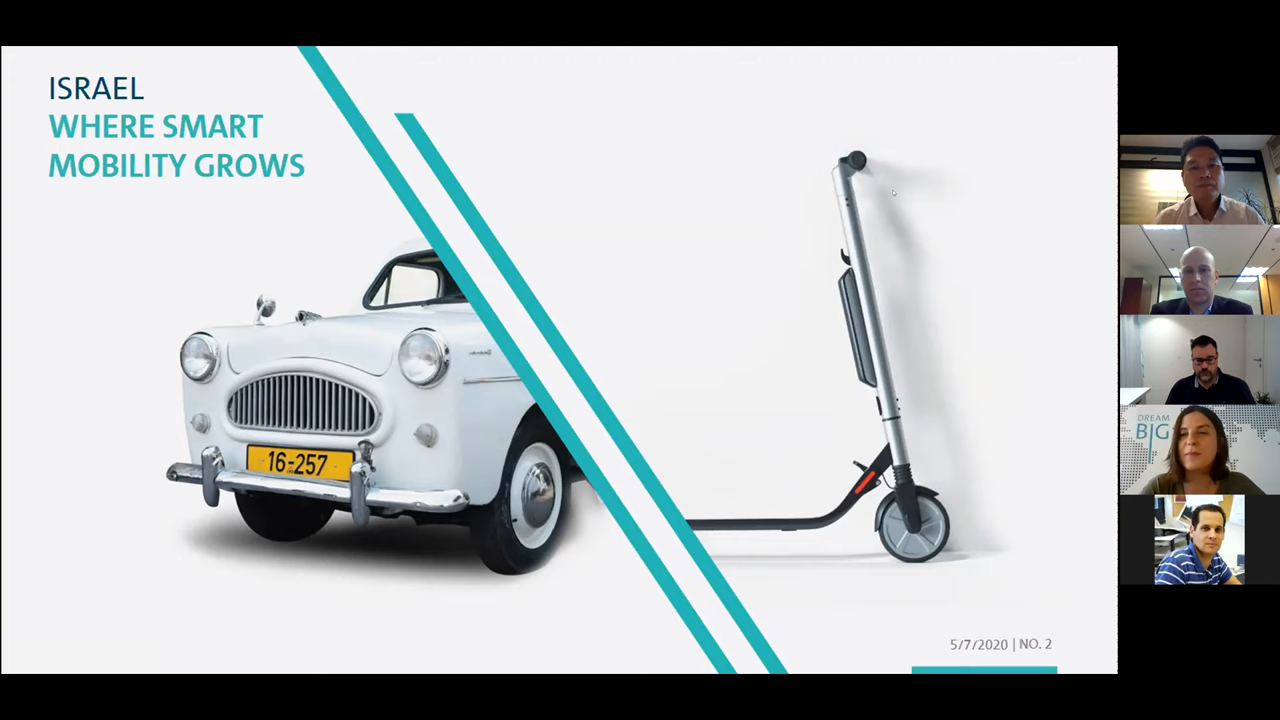 ISRAEL
WHERE SMART
MOBILITY GROWS
16-257
5/7/2020 | NO. 2
DREAM
BIG